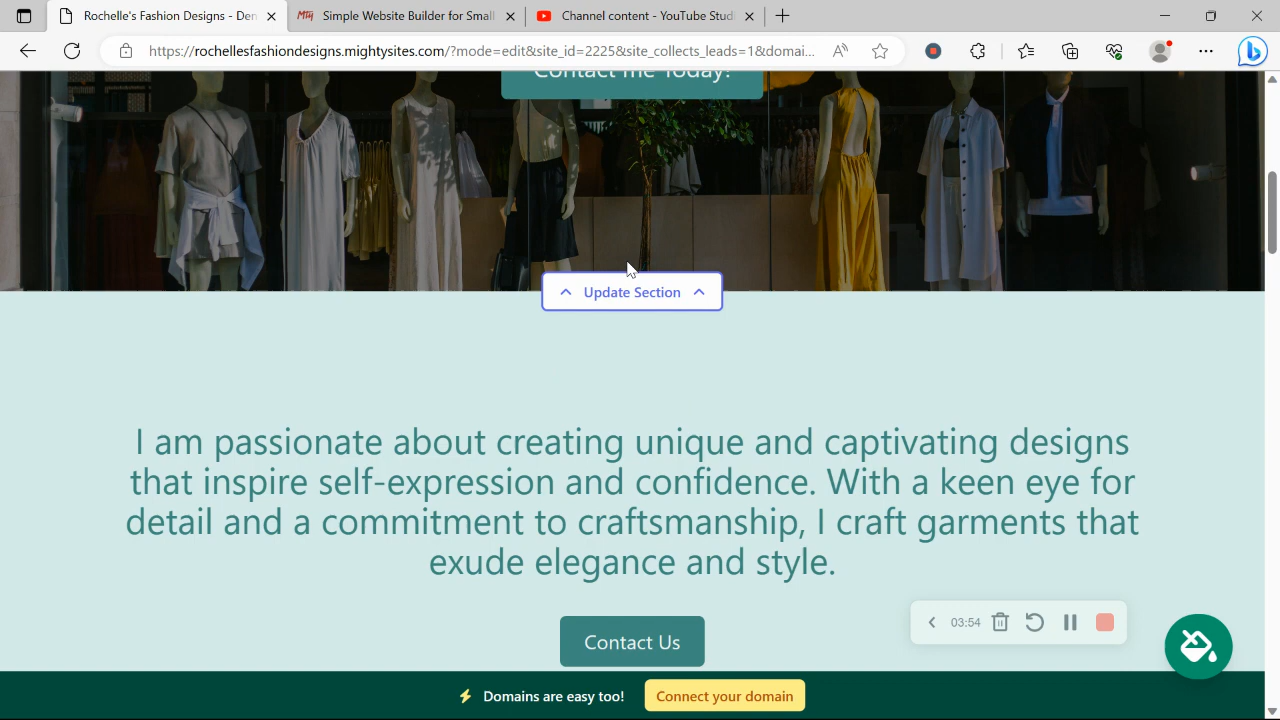 Rochelle's Fashion Designs - Den
Simple Website Builder for Small
Channel content - YouTube Studi
https://rochellesfashiondesigns.mightysites.com/?mode=edit&site_id=2225&site_collects_leads=1&domai...
Contact me Today!
Update Section
I am passionate about creating unique and captivating designs
that inspire self-expression and confidence. With a keen eye for
detail and a commitment to craftsmanship, I craft garments that
exude elegance and style.
03:54
Contact Us
Domains are easy too!
Connect your domain